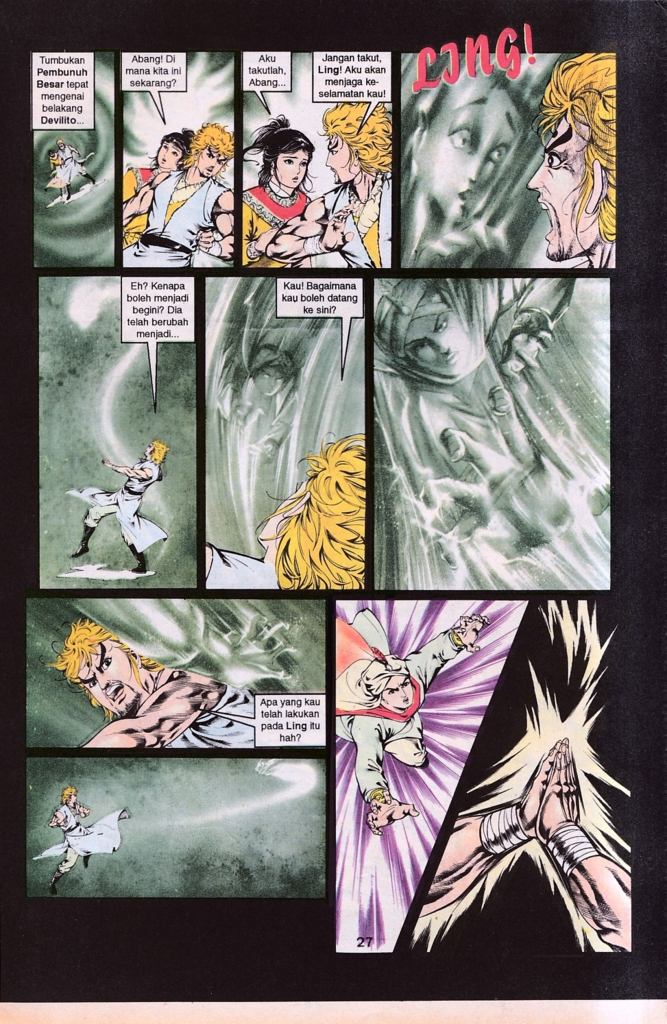 Tumbukan
Pembunuh
Besar tepat
mengenai
belakang
Devilito...
Abang! Di
mana kita ini
sekarang?
Aku
takutlah,
Abang...
Jangan takut,
Ling! Aku akan
menjaga ke-
selamatan kau!
LING!
Eh? Kenapa
boleh menjadi
begini? Dia
telah berubah
menjadi...
Kau! Bagaimana
kau boleh datang
ke sini?
Apa yang kau
telah lakukan
pada Ling itu
hah?
27